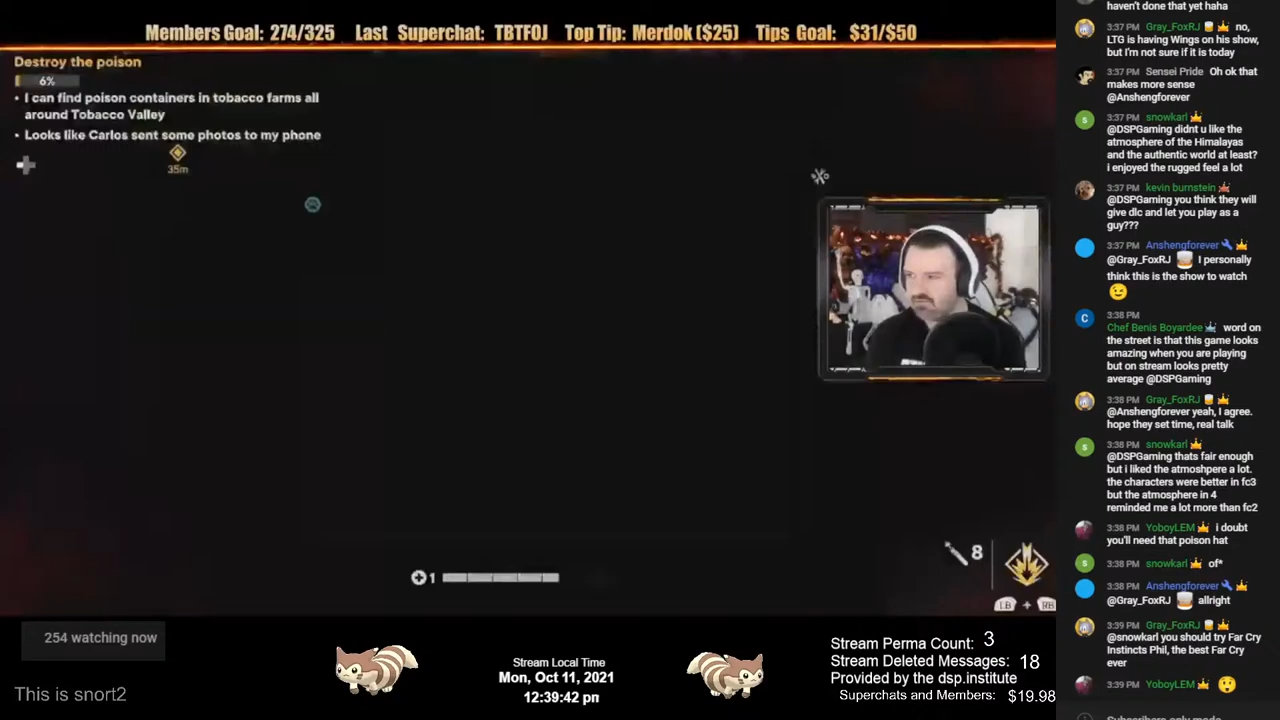 Members Goal: 274/325 Last Superchat: TBTFOJ Top Tip: Merdok ($25) Tips Goal: $31/$50
Destroy the poison
6%
• I can find poison containers in tobacco farms all
around Tobacco Valley
• Looks like Carlos sent some photos to my phone
35m
1
8
LB + RB
254 watching now
This is snort2
Stream Local Time
Mon, Oct 11, 2021
12:39:42 pn
Stream Perma Count: 3
Stream Deleted Messages: 18
Provided by the dsp.institute
Superchats and Members: $19.98
haven't done that yet haha
3:37 PM Gray_FoxRJ no,
LTG is having Wings on his show,
but I'm not sure if it is today
3:37 PM Sensei Pride Oh ok that
makes more sense
@Anshengforever
S
3:37 PM snowkarl
@DSPGaming didnt u like the
atmosphere of the Himalayas
and the authentic world at least?
i enjoyed the rugged feel a lot
3:37 PM kevin burnstein
@DSPGaming you think they will
give dlc and let you play as a
guy???
3:37 PM Anshengforever
@Gray_FoxRJ I personally
think this is the show to watch
C
3:38 PM
Chef Benis Boyardee word on
the street is that this game looks
amazing when you are playing
but on stream looks pretty
average @DSPGaming
3:38 PM Gray_FoxRJ
@Anshengforever yeah, I agree.
hope they set time, real talk
S
3:38 PM snowkarl
@DSPGaming thats fair enough
but i liked the atmoshpere a lot.
the characters were better in fc3
but the atmosphere in 4
reminded me a lot more than fc2
3:38 PM YoboyLEM i doubt
you'll need that poison hat
S
3:38 PM snowkarl of*
3:38 PM Anshengforever
@Gray_FoxRJ allright
3:39 PM Gray_FoxRJ
@snowkarl you should try Far Cry
Instincts Phil, the best Far Cry
ever
3:39 PM YoboyLEM
Subscribers-only mode